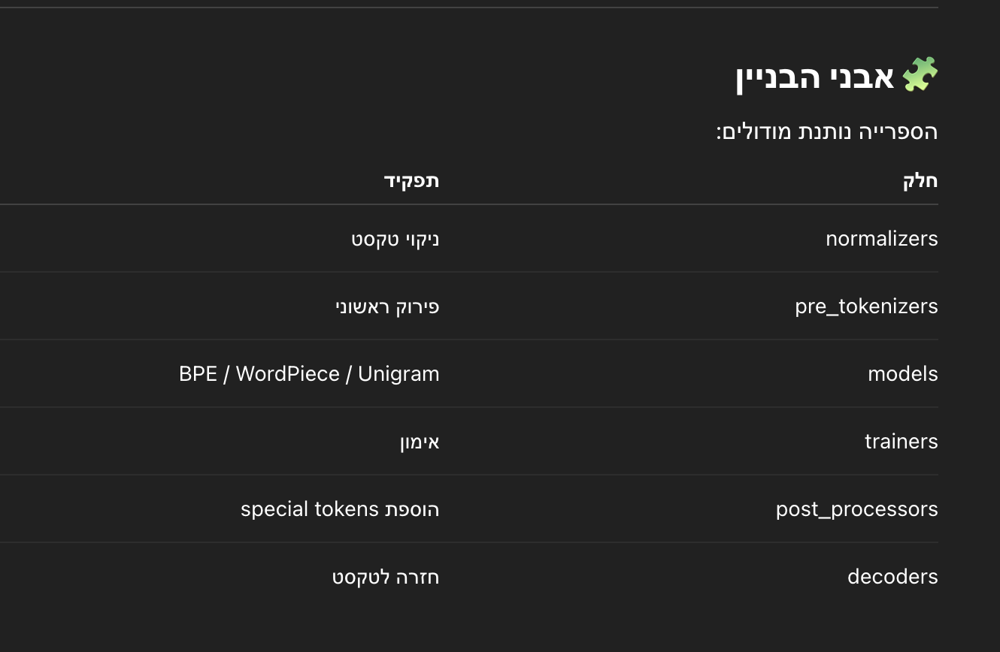 🧩 אבני הבניין
הספרייה נותנת מודולים:
חלק תפקיד
normalizers ניקוי טקסט
pre_tokenizers פירוק ראשוני
models BPE / WordPiece / Unigram
trainers אימון
post_processors הוספת special tokens
decoders חזרה לטקסט